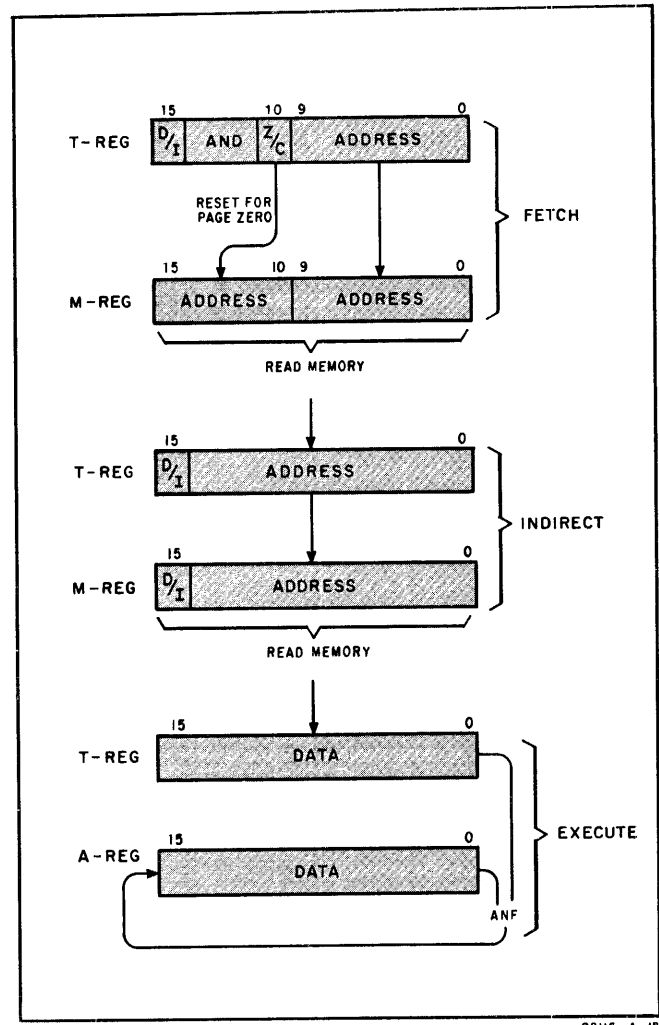 15 10 9 0
T-REG D/I AND Z/C ADDRESS
RESET FOR
PAGE ZERO
FETCH
15 10 9 0
M-REG ADDRESS ADDRESS
READ MEMORY
15 0
T-REG D/I ADDRESS
INDIRECT
15 0
M-REG D/I ADDRESS
READ MEMORY
15 0
T-REG DATA
EXECUTE
15 0
A-REG DATA
ANF